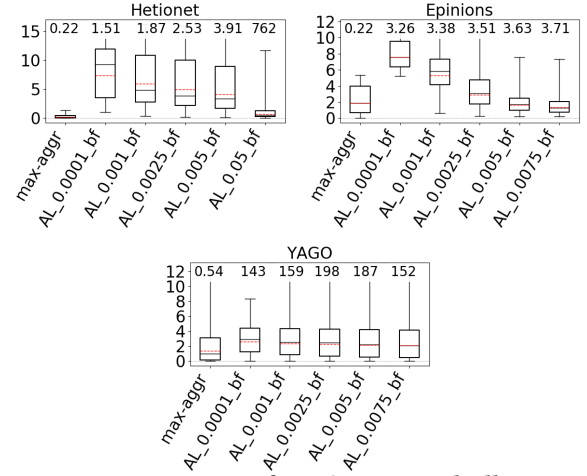 Hetionet
0.22 1.51 1.87 2.53 3.91 762
15
10
5
0
max-aggr
AL_0.0001_bf
AL_0.001_bf
AL_0.0025_bf
AL_0.005_bf
AL_0.05_bf
Epinions
0.22 3.26 3.38 3.51 3.63 3.71
12
10
8
6
4
2
0
max-aggr
AL_0.0001_bf
AL_0.001_bf
AL_0.0025_bf
AL_0.005_bf
AL_0.0075_bf
YAGO
0.54 143 159 198 187 152
12
10
8
6
4
2
0
max-aggr
AL_0.0001_bf
AL_0.001_bf
AL_0.0025_bf
AL_0.005_bf
AL_0.0075_bf